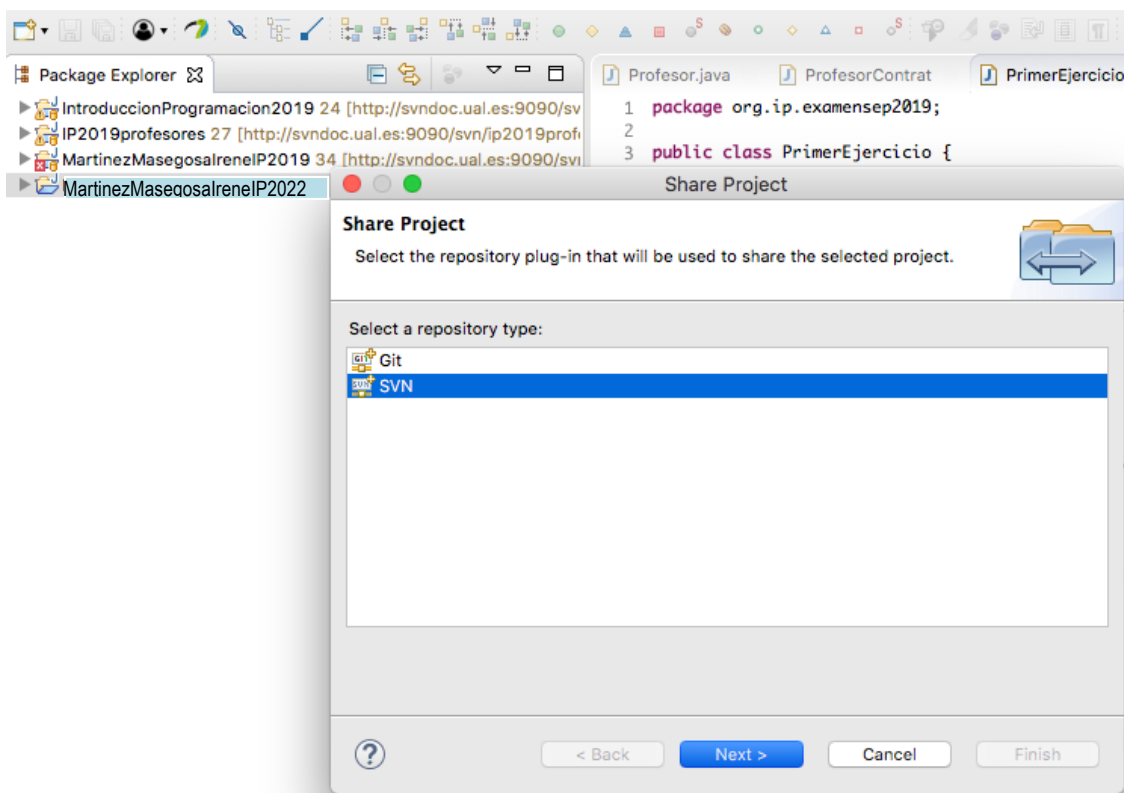 Package Explorer
Profesor.java
ProfesorContrat
PrimerEjercicio
IntroduccionProgramacion2019 24 [http://svndoc.ual.es:9090/sv
IP2019profesores 27 [http://svndoc.ual.es:9090/svn/ip2019prof
MartinezMasegosaIreneIP2019 34 [http://svndoc.ual.es:9090/svn
MartinezMasegosaIreneIP2022
1 package org.ip.examensep2019;
2
3 public class PrimerEjercicio {
Share Project
Share Project
Select the repository plug-in that will be used to share the selected project.
Select a repository type:
GIT Git
SVN SVN
?
< Back
Next >
Cancel
Finish